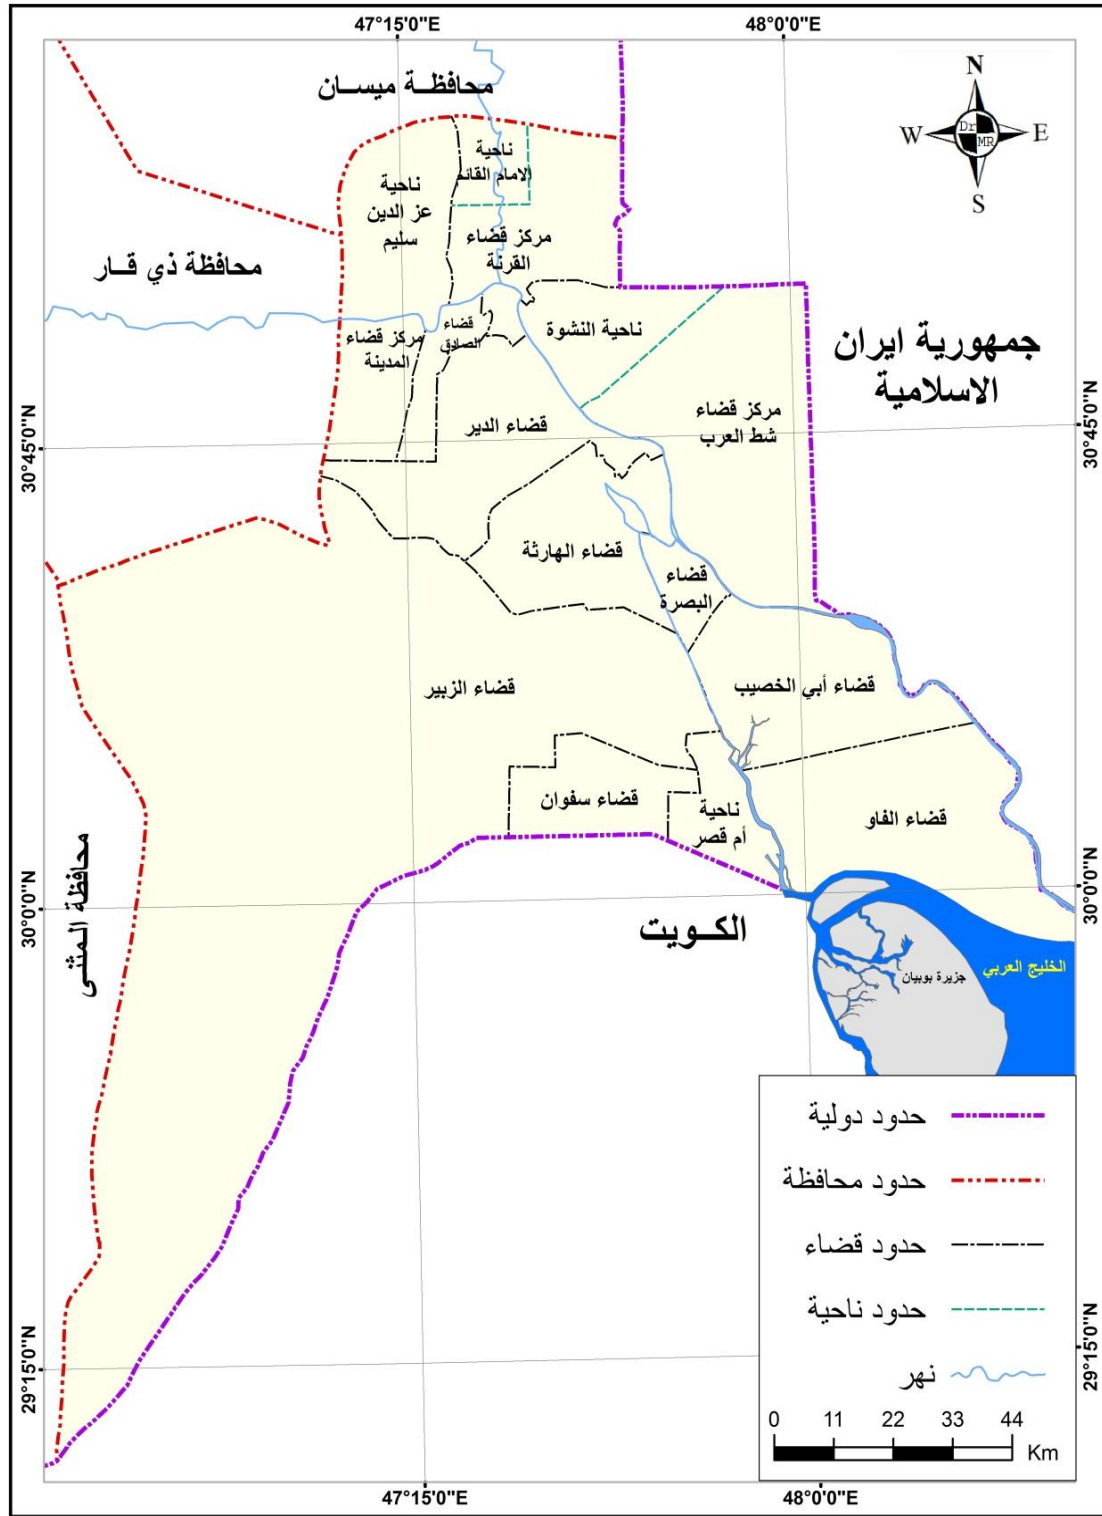 47°15'0"E
48°0'0"E
N
W
E
S
Dr
MR
محافظة ميسان
ناحية
الامام القائم
ناحية
عز الدين
سليم
مركز قضاء
القرنة
محافظة ذي قار
ناحية النشوة
قضاء
الصادق
مركز قضاء
المدينة
جمهورية ايران
الاسلامية
مركز قضاء
شط العرب
قضاء الدير
30°45'0"N
30°45'0"N
قضاء الهارثة
قضاء
البصرة
قضاء أبي الخصيب
قضاء الزبير
قضاء سفوان
ناحية
أم قصر
قضاء الفاو
محافظة المثنى
30°0'0"N
30°0'0"N
الكويت
الخليج العربي
جزيرة بوبيان
حدود دولية
حدود محافظة
حدود قضاء
حدود ناحية
نهر
0 11 22 33 44
Km
29°15'0"N
29°15'0"N
47°15'0"E
48°0'0"E